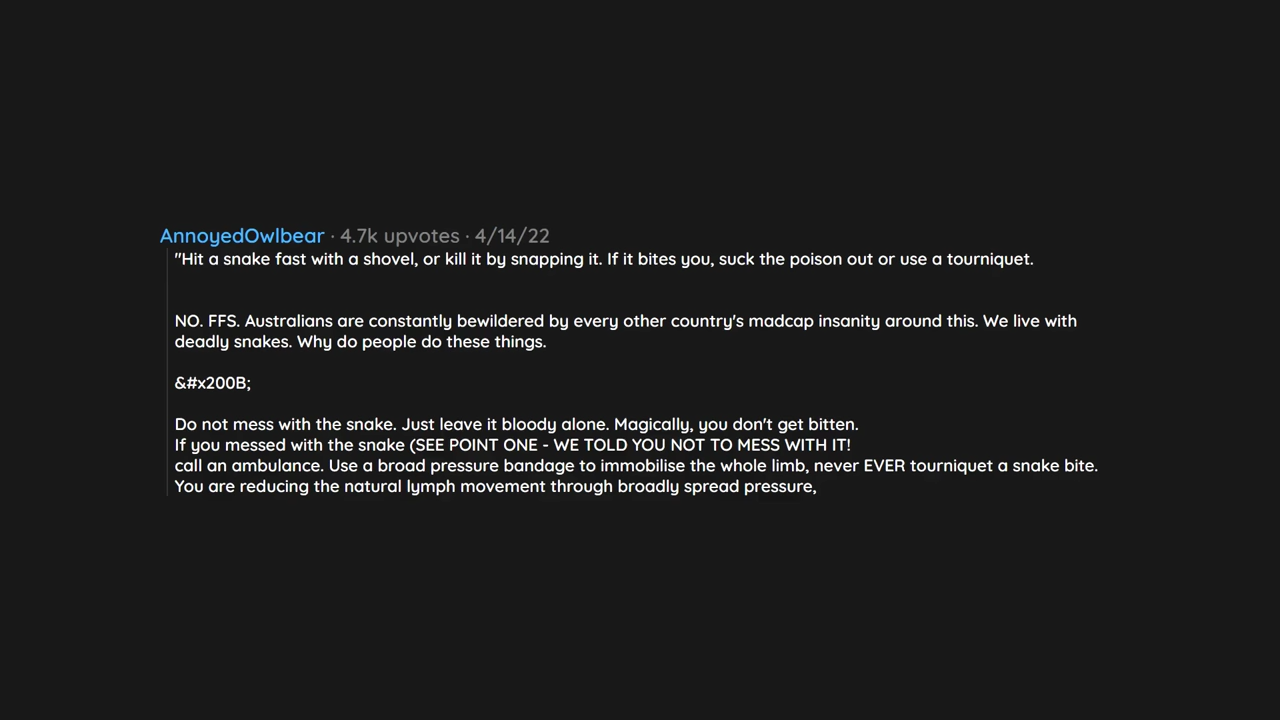 AnnoyedOwlbear · 4.7k upvotes · 4/14/22
"Hit a snake fast with a shovel, or kill it by snapping it. If it bites you, suck the poison out or use a tourniquet.
NO. FFS. Australians are constantly bewildered by every other country's madcap insanity around this. We live with
deadly snakes. Why do people do these things.
&#x200B;
Do not mess with the snake. Just leave it bloody alone. Magically, you don't get bitten.
If you messed with the snake (SEE POINT ONE - WE TOLD YOU NOT TO MESS WITH IT!
call an ambulance. Use a broad pressure bandage to immobilise the whole limb, never EVER tourniquet a snake bite.
You are reducing the natural lymph movement through broadly spread pressure,